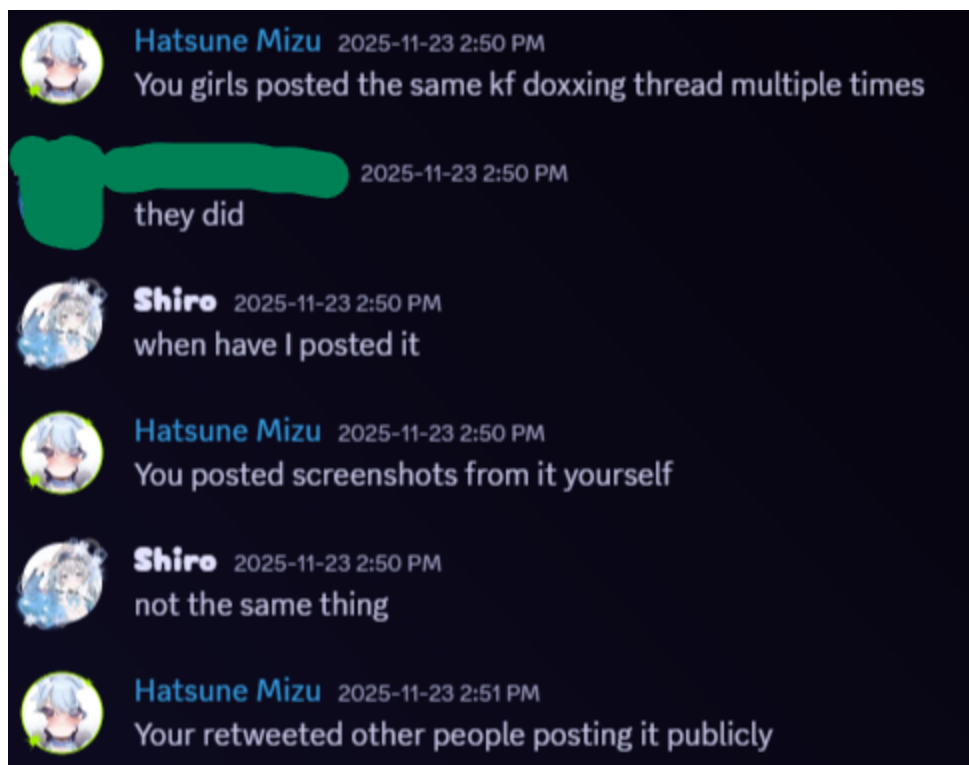 Hatsune Mizu 2025-11-23 2:50 PM
You girls posted the same kf doxxing thread multiple times
2025-11-23 2:50 PM
they did
Shiro 2025-11-23 2:50 PM
when have I posted it
Hatsune Mizu 2025-11-23 2:50 PM
You posted screenshots from it yourself
Shiro 2025-11-23 2:50 PM
not the same thing
Hatsune Mizu 2025-11-23 2:51 PM
Your retweeted other people posting it publicly